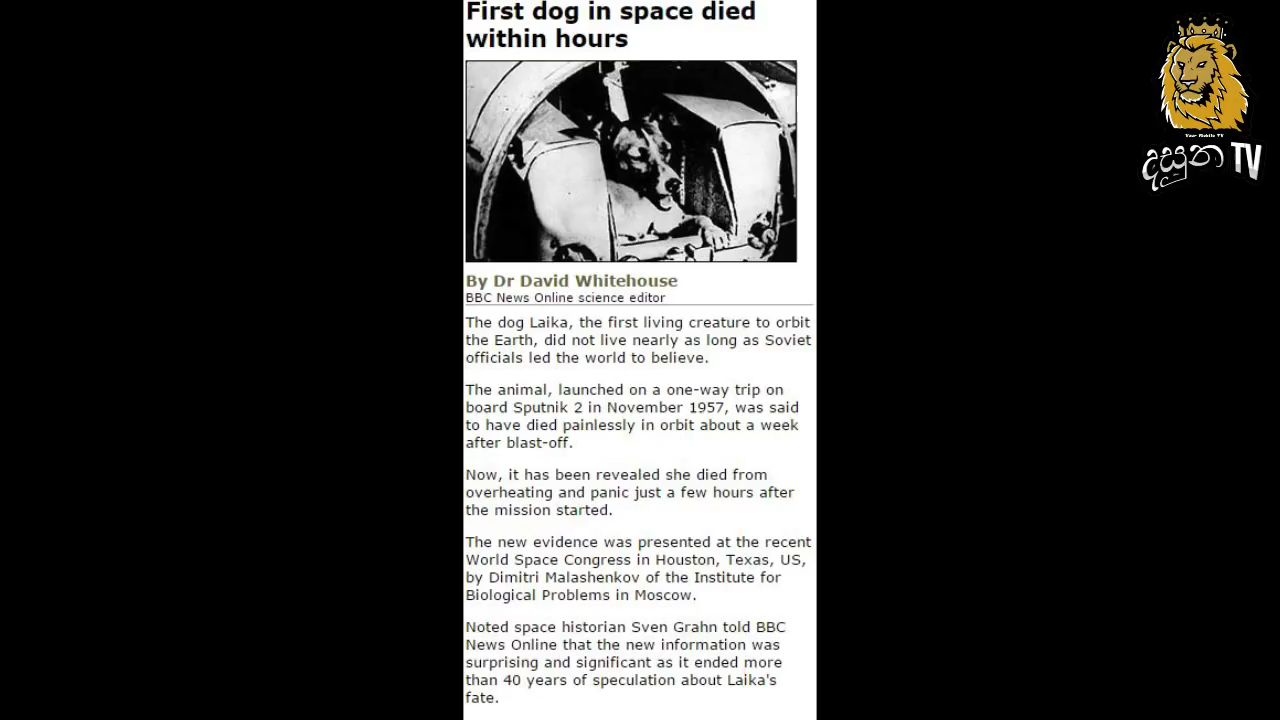 First dog in space died
within hours
By Dr David Whitehouse
BBC News Online science editor
The dog Laika, the first living creature to orbit
the Earth, did not live nearly as long as Soviet
officials led the world to believe.
The animal, launched on a one-way trip on
board Sputnik 2 in November 1957, was said
to have died painlessly in orbit about a week
after blast-off.
Now, it has been revealed she died from
overheating and panic just a few hours after
the mission started.
The new evidence was presented at the recent
World Space Congress in Houston, Texas, US,
by Dimitri Malashenkov of the Institute for
Biological Problems in Moscow.
Noted space historian Sven Grahn told BBC
News Online that the new information was
surprising and significant as it ended more
than 40 years of speculation about Laika's
fate.
Your Mobile TV
දසුන TV